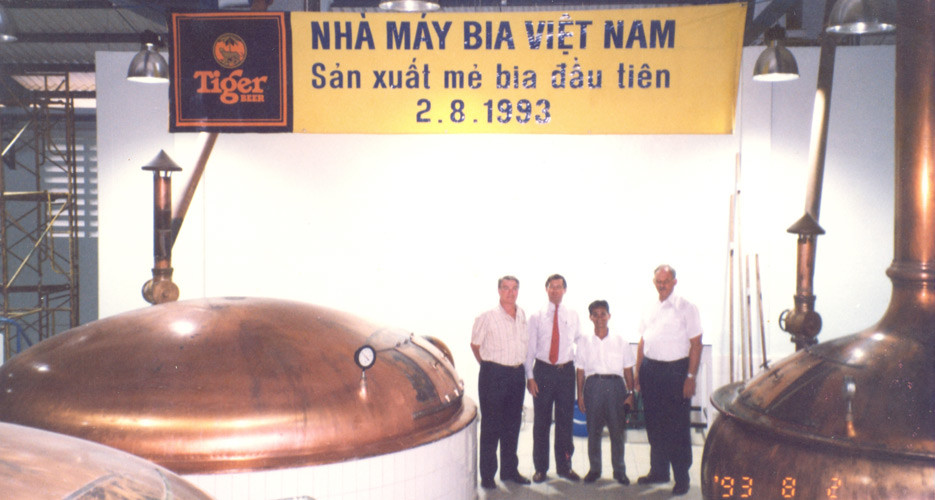 Tiger
BEER
NHÀ MÁY BIA VIỆT NAM
Sản xuất mẻ bia đầu tiên
2.8.1993
'93 8 2